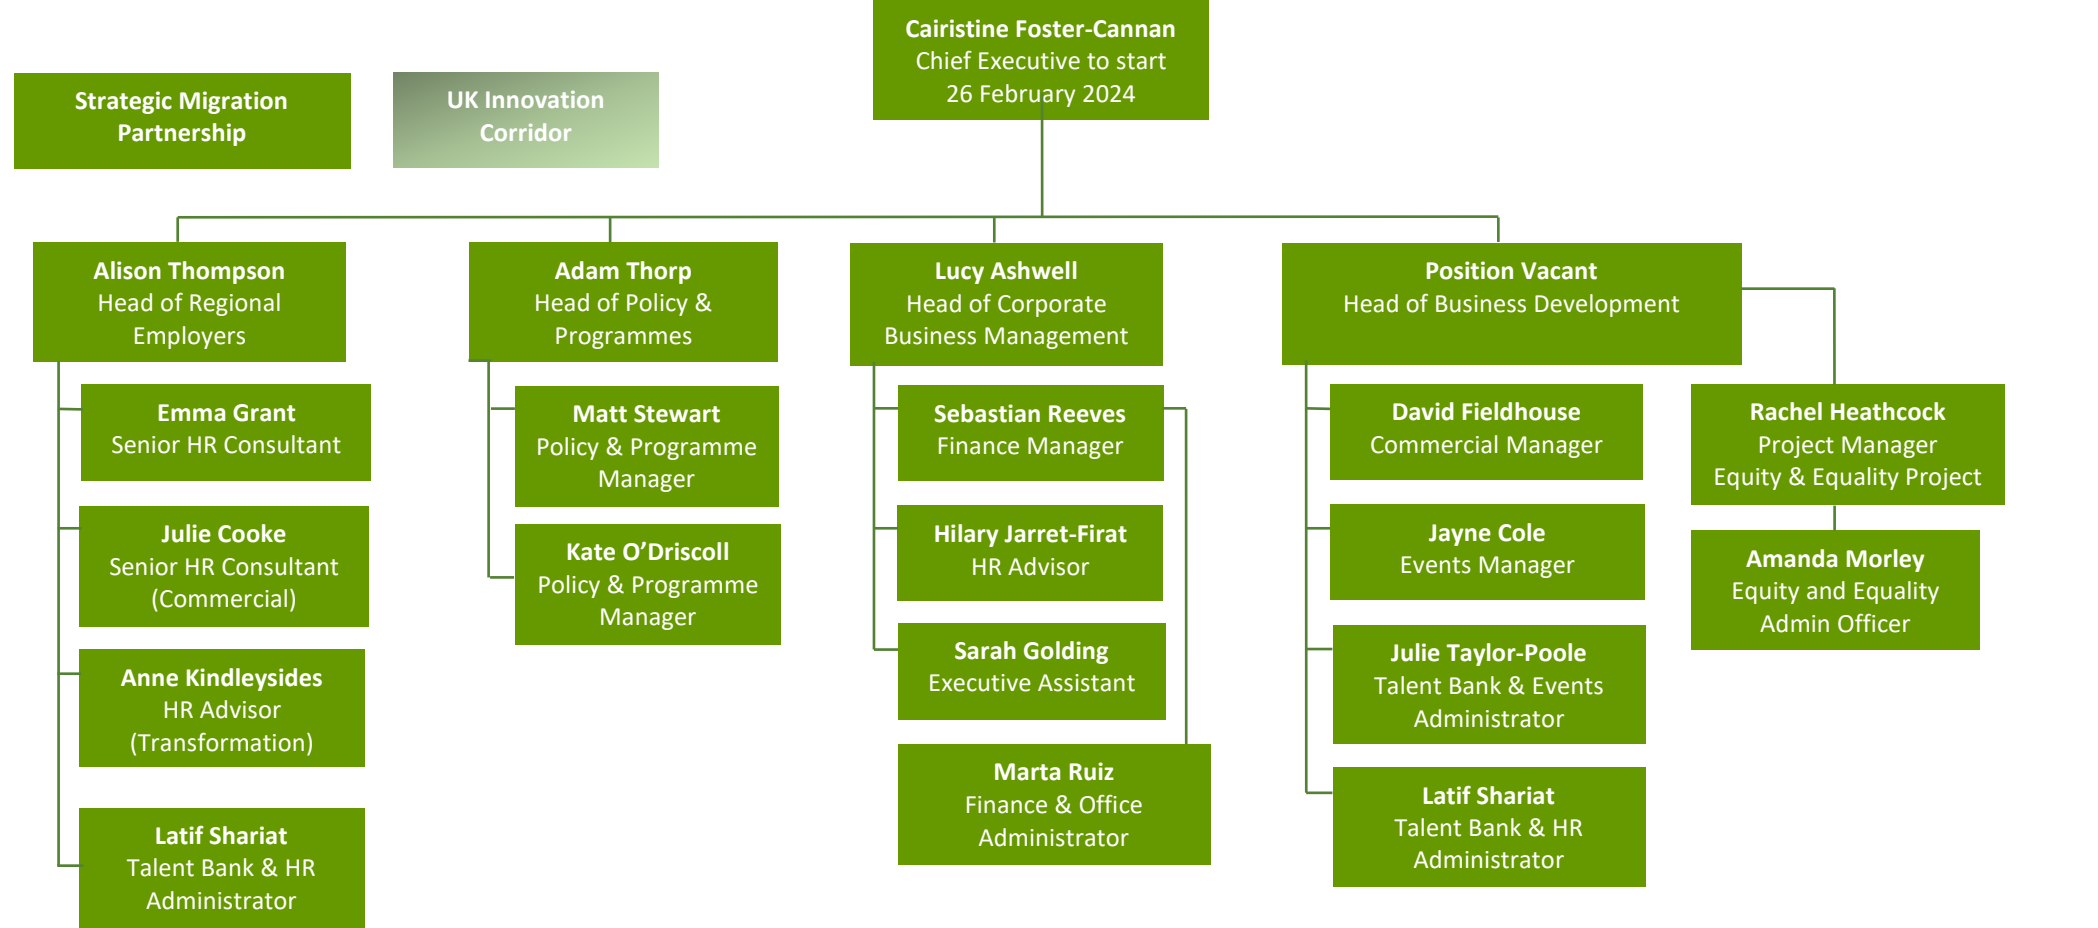 Cairistine Foster-Cannan
Chief Executive to start
26 February 2024
Strategic Migration
Partnership
UK Innovation
Corridor
Alison Thompson
Head of Regional
Employers
Emma Grant
Senior HR Consultant
Julie Cooke
Senior HR Consultant
(Commercial)
Anne Kindleysides
HR Advisor
(Transformation)
Latif Shariat
Talent Bank & HR
Administrator
Adam Thorp
Head of Policy &
Programmes
Matt Stewart
Policy & Programme
Manager
Kate O’Driscoll
Policy & Programme
Manager
Lucy Ashwell
Head of Corporate
Business Management
Sebastian Reeves
Finance Manager
Hilary Jarret-Firat
HR Advisor
Sarah Golding
Executive Assistant
Marta Ruiz
Finance & Office
Administrator
Position Vacant
Head of Business Development
David Fieldhouse
Commercial Manager
Jayne Cole
Events Manager
Julie Taylor-Poole
Talent Bank & Events
Administrator
Latif Shariat
Talent Bank & HR
Administrator
Rachel Heathcock
Project Manager
Equity & Equality Project
Amanda Morley
Equity and Equality
Admin Officer